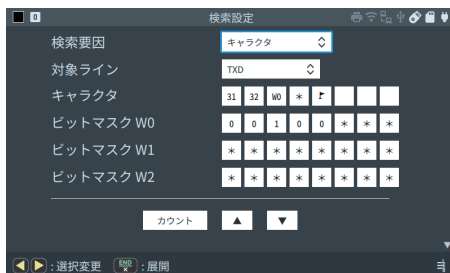 0 検索設定
検索要因 キャラクタ
対象ライン TXD
キャラクタ 31 32 W0 *
ビットマスク W0 0 0 1 0 0 * * *
ビットマスク W1 * * * * * * * *
ビットマスク W2 * * * * * * * *
カウント ▲ ▼
◀ ▶ : 選択変更 END × : 展開